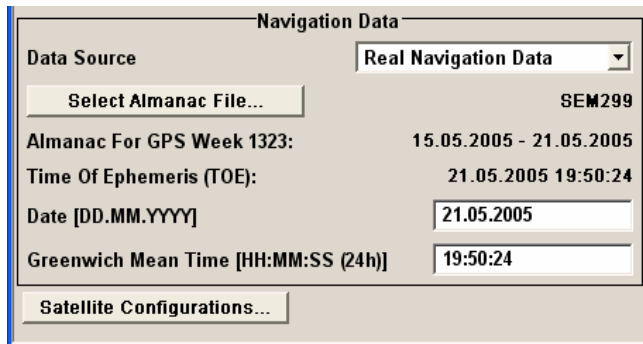 Navigation Data
Data Source Real Navigation Data
Select Almanac File... SEM299
Almanac For GPS Week 1323: 15.05.2005 - 21.05.2005
Time Of Ephemeris (TOE): 21.05.2005 19:50:24
Date [DD.MM.YYYY] 21.05.2005
Greenwich Mean Time [HH:MM:SS (24h)] 19:50:24
Satellite Configurations...